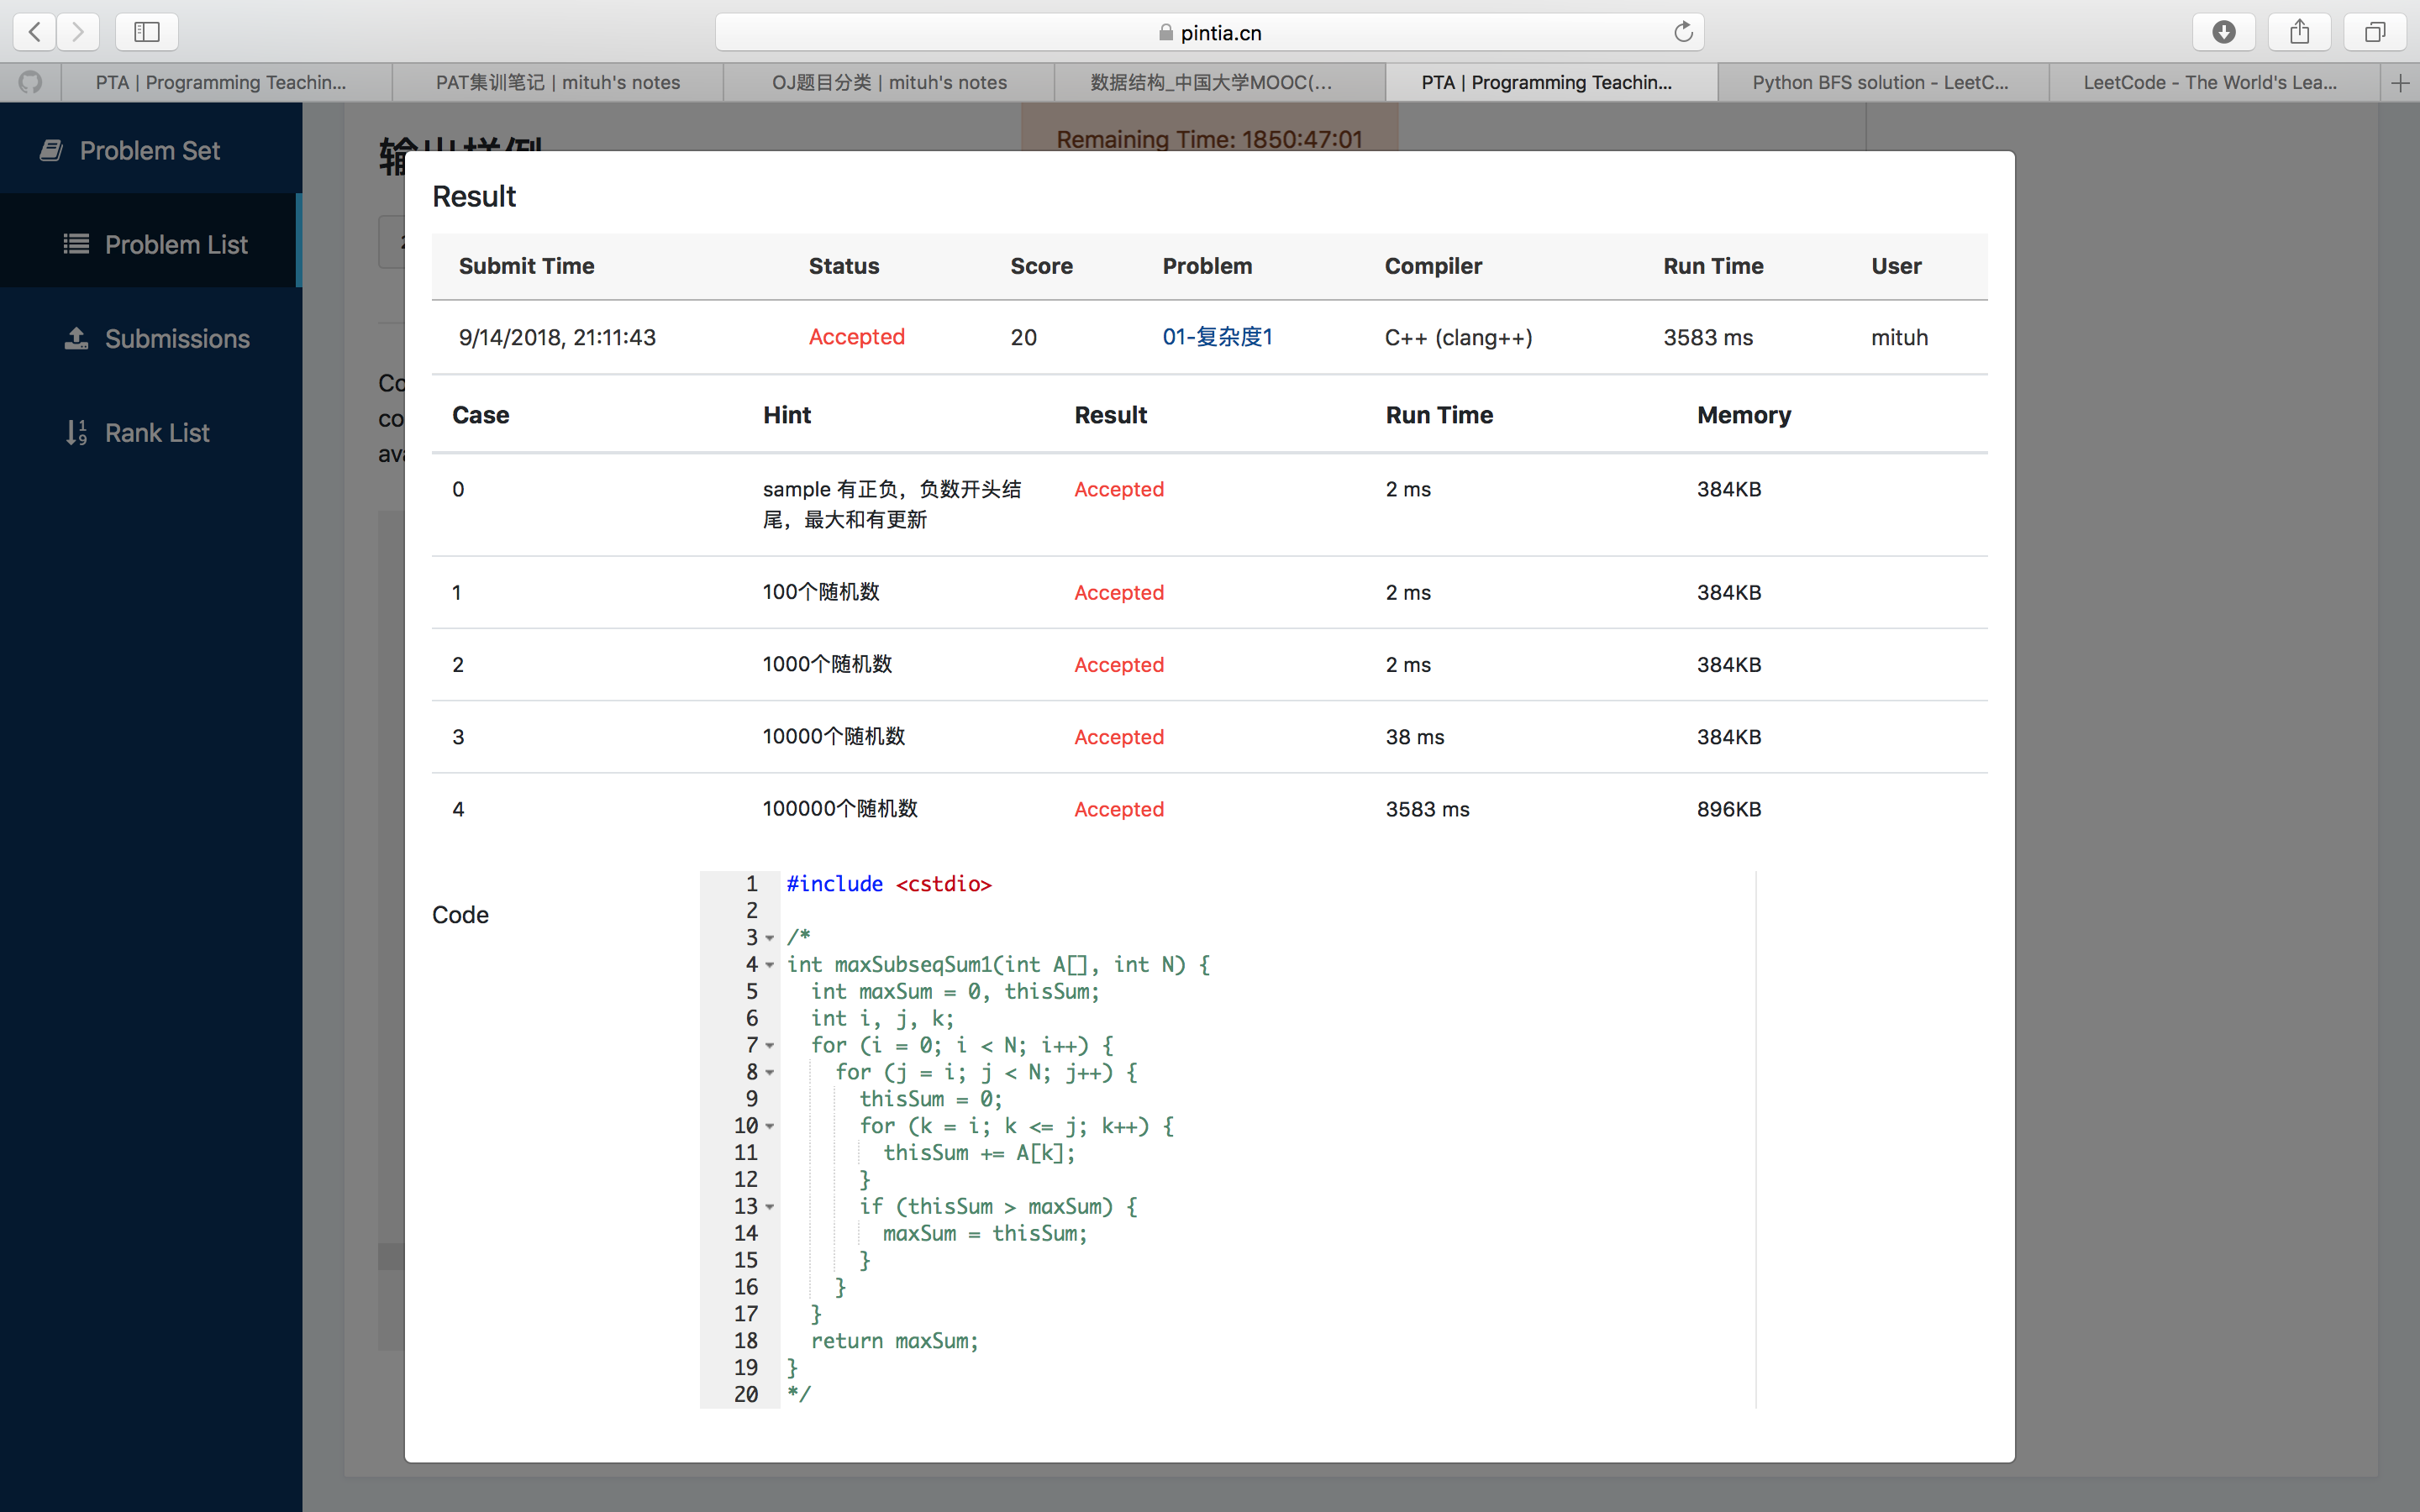 pintia.cn
PTA | Programming Teachin...
PAT集训笔记 | mituh's notes
OJ题目分类 | mituh's notes
数据结构_中国大学MOOC(...
PTA | Programming Teachin...
Python BFS solution - LeetC...
LeetCode - The World's Lea...
Problem Set
Problem List
Submissions
Rank List
输出样例
Remaining Time: 1850:47:01
Result
Submit Time Status Score Problem Compiler Run Time User
9/14/2018, 21:11:43 Accepted 20 01-复杂度1 C++ (clang++) 3583 ms mituh
Case Hint Result Run Time Memory
0 sample 有正负，负数开头结 Accepted 2 ms 384KB
尾，最大和有更新
1 100个随机数 Accepted 2 ms 384KB
2 1000个随机数 Accepted 2 ms 384KB
3 10000个随机数 Accepted 38 ms 384KB
4 100000个随机数 Accepted 3583 ms 896KB
Code
1 #include <cstdio>
2
3 /*
4 int maxSubseqSum1(int A[], int N) {
5 int maxSum = 0, thisSum;
6 int i, j, k;
7 for (i = 0; i < N; i++) {
8 for (j = i; j < N; j++) {
9 thisSum = 0;
10 for (k = i; k <= j; k++) {
11 thisSum += A[k];
12 }
13 if (thisSum > maxSum) {
14 maxSum = thisSum;
15 }
16 }
17 }
18 return maxSum;
19 }
20 */